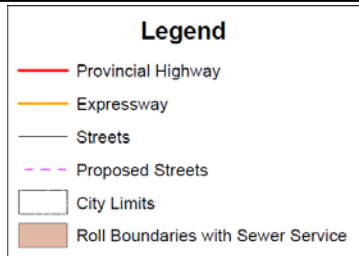 Legend
Provincial Highway
Expressway
Streets
Proposed Streets
City Limits
Roll Boundaries with Sewer Service